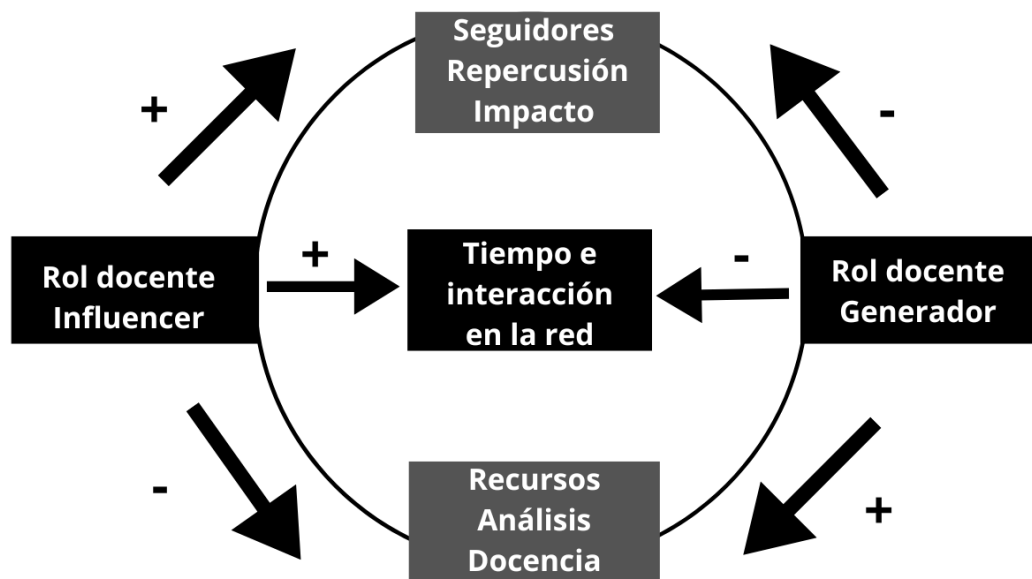 Seguidores
Repercusión
Impacto
+
-
Rol docente
Influencer
+
Tiempo e
interacción
en la red
-
Rol docente
Generador
-
Recursos
Análisis
Docencia
+